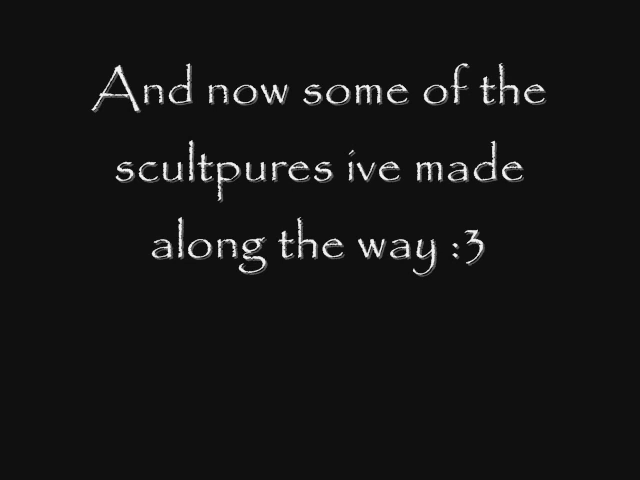 And now some of the
scultpures ive made
along the way :3